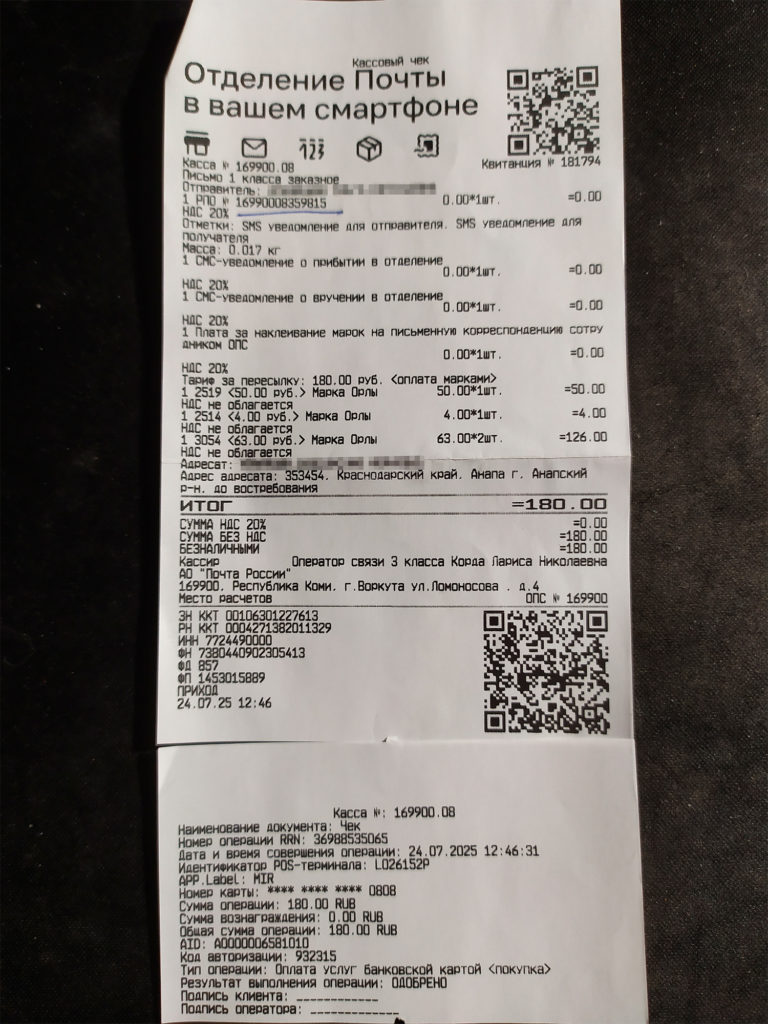 Кассовый чек
Отделение Почты
в вашем смартфоне
123
Касса № 169900.08
Квитанция № 181794
Письмо 1 класса заказное
Отправитель:
1 РПО № 16990008359815 0.00*1шт. =0.00
НДС 20%
Отметки: SMS уведомление для отправителя. SMS уведомление для
получателя
Масса: 0.017 кг
1 СМС-уведомление о прибытии в отделение
0.00*1шт. =0.00
НДС 20%
1 СМС-уведомление о вручении в отделение
0.00*1шт. =0.00
НДС 20%
1 Плата за наклеивание марок на письменную корреспонденцию сотру
дником ОПС
0.00*1шт. =0.00
НДС 20%
Тариф за пересылку: 180.00 руб. <оплата марками>
1 2519 <50.00 руб.> Марка Орлы 50.00*1шт. =50.00
НДС не облагается
1 2514 <4.00 руб.> Марка Орлы 4.00*1шт. =4.00
НДС не облагается
1 3054 <63.00 руб.> Марка Орлы 63.00*2шт. =126.00
НДС не облагается
Адресат:
Адрес адресата: 353454, Краснодарский край, Анапа г, Анапский
р-н, до востребования
ИТОГ =180.00
СУММА НДС 20% =0.00
СУММА БЕЗ НДС =180.00
БЕЗНАЛИЧНЫМИ =180.00
Кассир Оператор связи 3 класса Корда Лариса Николаевна
АО "Почта России"
169900, Республика Коми, г.Воркута ул.Ломоносова , д.4
Место расчетов ОПС № 169900
ЗН ККТ 00106301227613
РН ККТ 0004271382011329
ИНН 7724490000
ФН 7380440902305413
ФД 857
ФП 1453015889
ПРИХОД
24.07.25 12:46
Касса №: 169900.08
Наименование документа: Чек
Номер операции RRN: 36988535065
Дата и время совершения операции: 24.07.2025 12:46:31
Идентификатор POS-терминала: L026152P
APP.Label: MIR
Номер карты: **** **** **** 0808
Сумма операции: 180.00 RUB
Сумма вознаграждения: 0.00 RUB
Общая сумма операции: 180.00 RUB
AID: A0000006581010
Код авторизации: 932315
Тип операции: Оплата услуг банковской картой <покупка>
Результат выполнения операции: ОДОБРЕНО
Подпись клиента: ____________
Подпись оператора: _____________